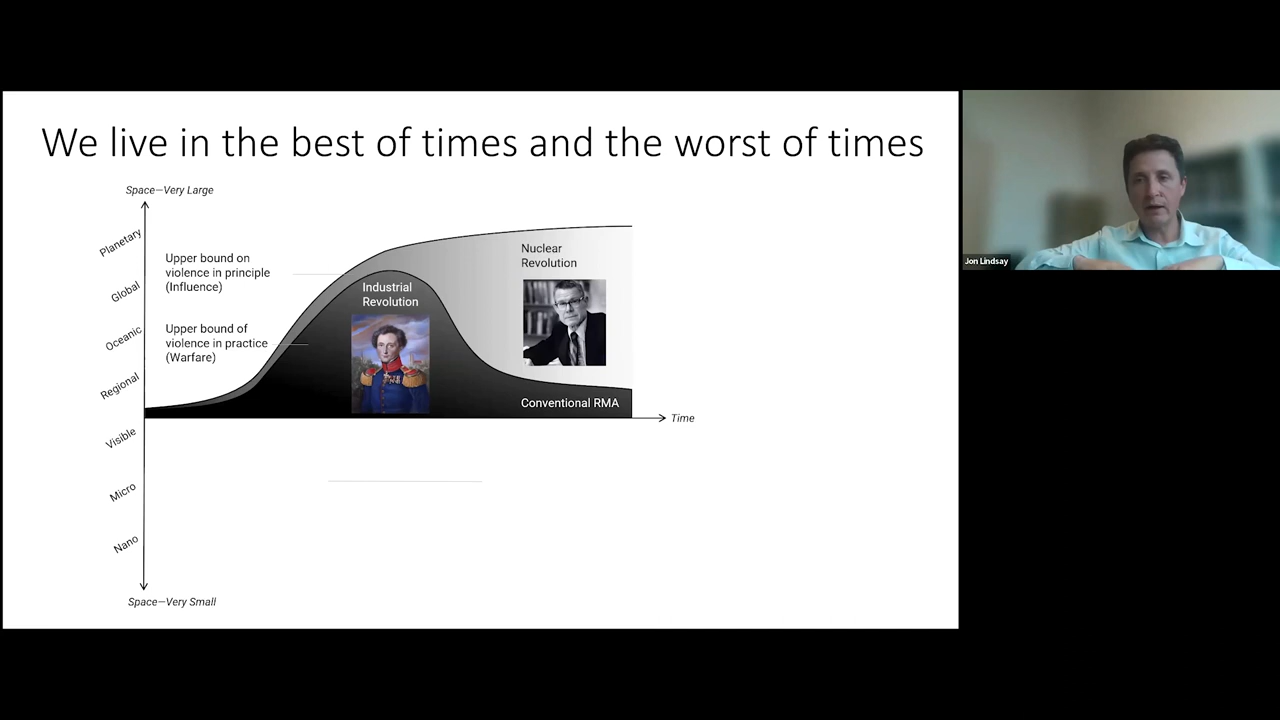 We live in the best of times and the worst of times
Space—Very Large
Planetary
Global
Oceanic
Regional
Visible
Micro
Nano
Space—Very Small
Upper bound on
violence in principle
(Influence)
Upper bound of
violence in practice
(Warfare)
Industrial
Revolution
Nuclear
Revolution
Conventional RMA
Time
Jon Lindsay